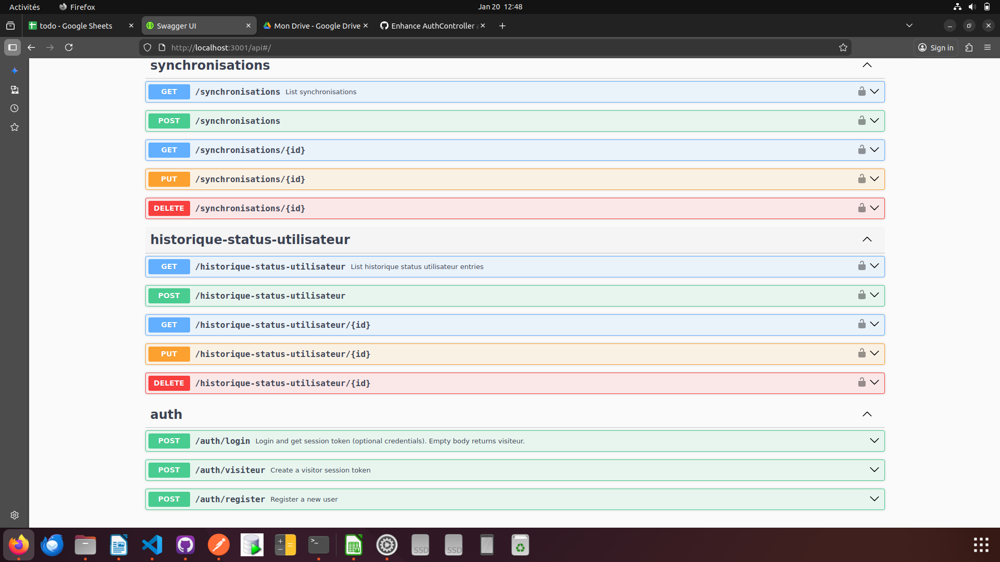 Activités
Firefox
Jan 20 12:48
todo - Google Sheets
Swagger UI
Mon Drive - Google Drive
Enhance AuthController
http://localhost:3001/api#/
Sign in
synchronisations
GET /synchronisations List synchronisations
POST /synchronisations
GET /synchronisations/{id}
PUT /synchronisations/{id}
DELETE /synchronisations/{id}
historique-status-utilisateur
GET /historique-status-utilisateur List historique status utilisateur entries
POST /historique-status-utilisateur
GET /historique-status-utilisateur/{id}
PUT /historique-status-utilisateur/{id}
DELETE /historique-status-utilisateur/{id}
auth
POST /auth/login Login and get session token (optional credentials). Empty body returns visiteur.
POST /auth/visiteur Create a visitor session token
POST /auth/register Register a new user
SSD
SSD